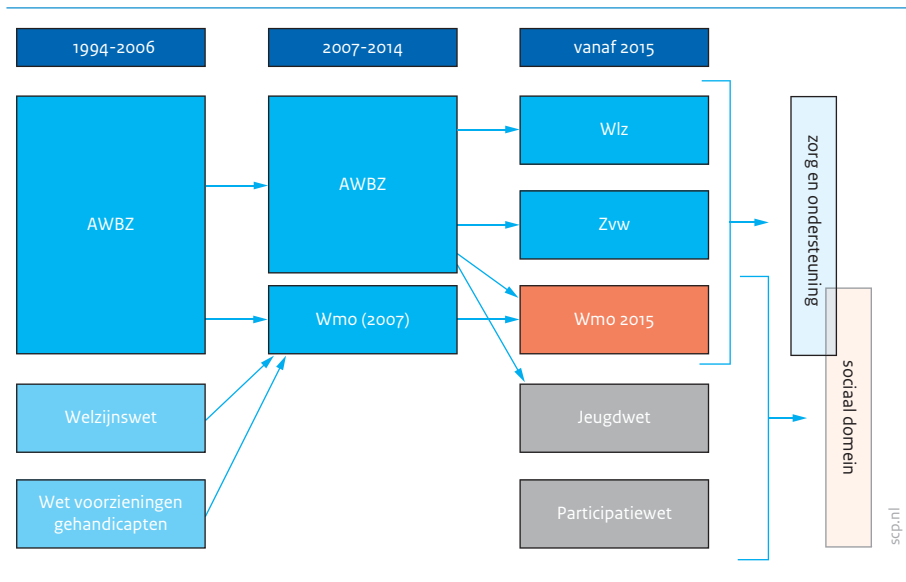 1994-2006
2007-2014
vanaf 2015
AWBZ
Welzijnswet
Wet voorzieningen
gehandicapten
AWBZ
Wmo (2007)
Wlz
Zvw
Wmo 2015
Jeugdwet
Participatiewet
zorg en ondersteuning
sociaal domein
scp.nl